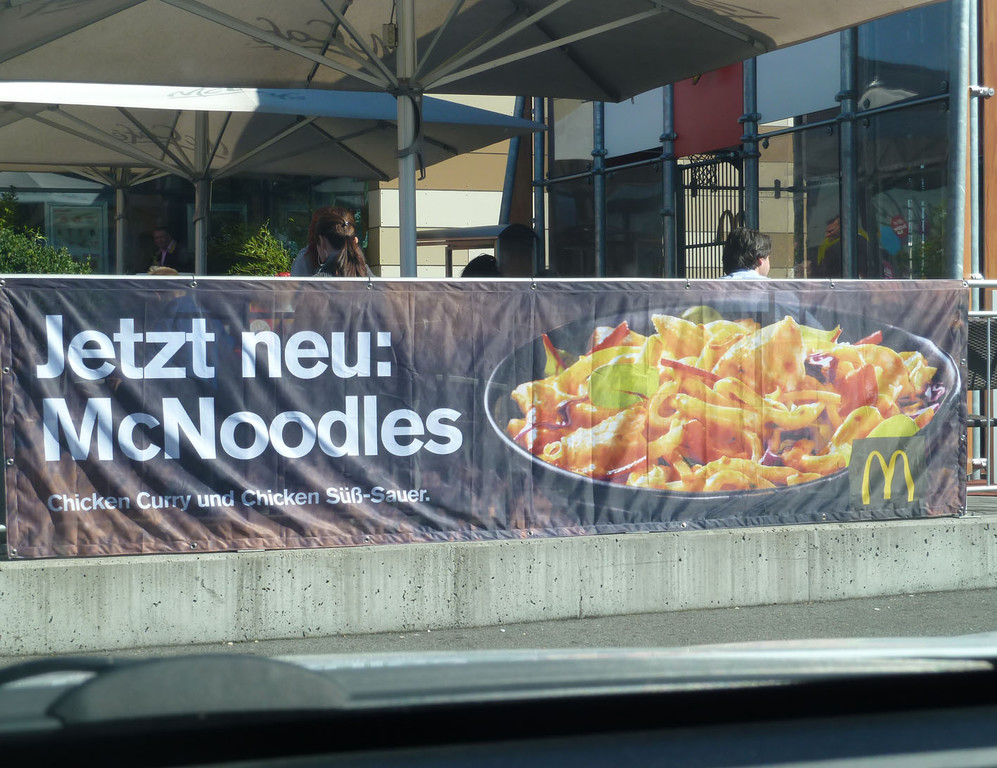 Jetzt neu:
McNoodles
Chicken Curry und Chicken Süß-Sauer.